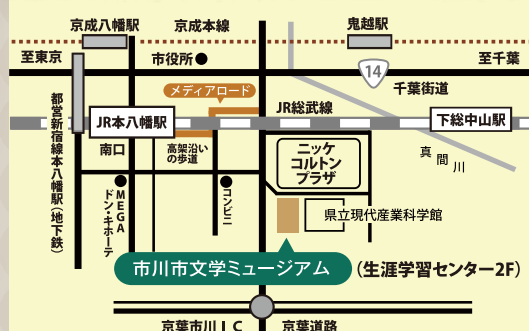 京成八幡駅
京成本線
鬼越駅
至東京
市役所
至千葉
14
千葉街道
メディアロード
JR総武線
JR本八幡駅
下総中山駅
都営新宿線本八幡駅(地下鉄)
南口
高架沿い
の歩道
ニッケ
コルトン
プラザ
真間川
MEGA
ドン・キホーテ
コンビニ
県立現代産業科学館
市川市文学ミュージアム
(生涯学習センター2F)
京葉市川IC
京葉道路